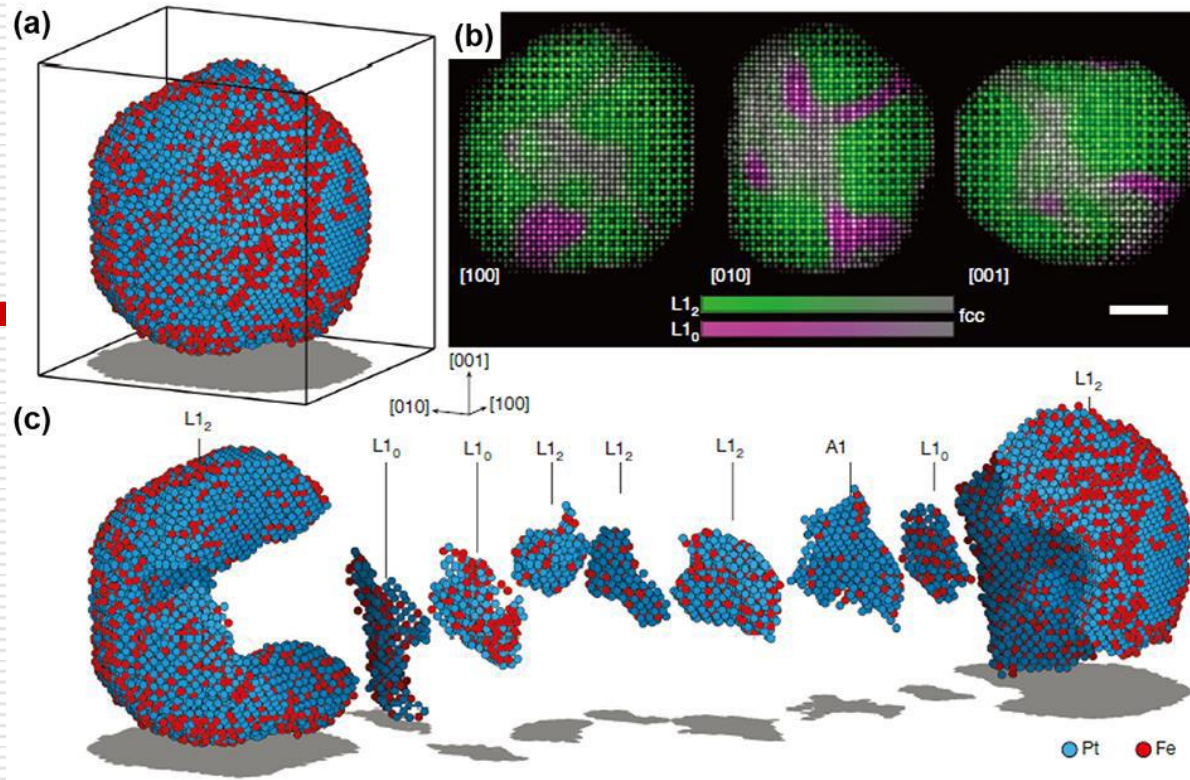 (a)
(b)
[100]
[010]
[001]
L1₂
L1₀
fcc
[001]
[010]
[100]
(c)
L1₂
L1₀
L1₀
L1₂
L1₂
L1₂
A1
L1₀
L1₂
Pt
Fe